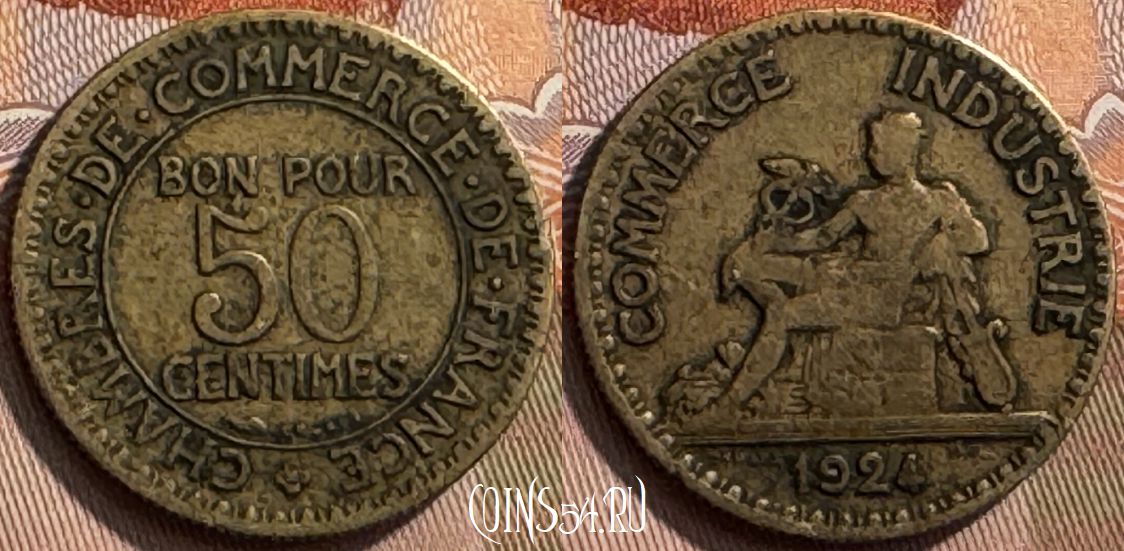 CHAMBRES · DE · COMMERCE · DE · FRANCE
BON POUR
50
CENTIMES
COMMERCE INDUSTRIE
1924
COINS54.RU